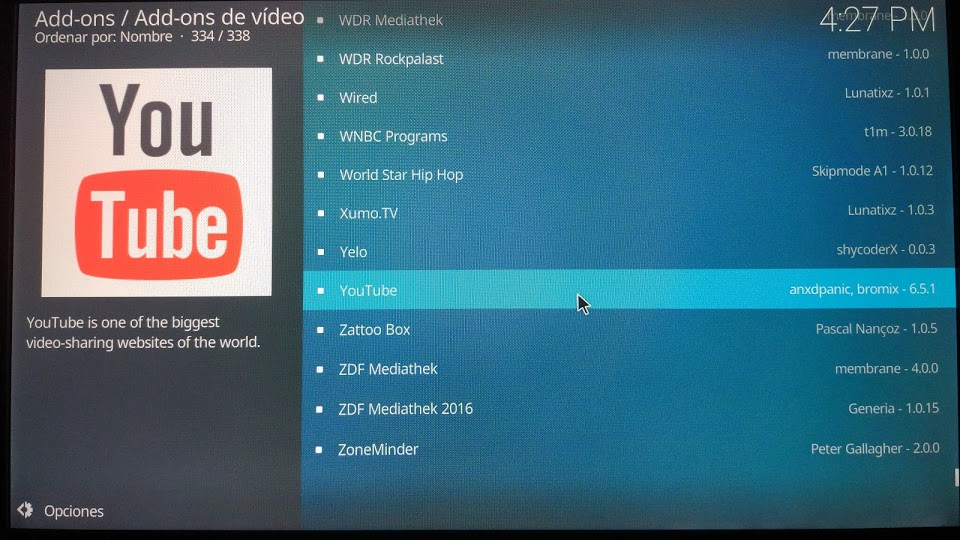 Add-ons / Add-ons de vídeo
Ordenar por: Nombre · 334 / 338
4:27 PM
You
Tube
YouTube is one of the biggest
video-sharing websites of the world.
WDR Mediathek membrane
WDR Rockpalast membrane - 1.0.0
Wired Lunatixz - 1.0.1
WNBC Programs t1m - 3.0.18
World Star Hip Hop Skipmode A1 - 1.0.12
Xumo.TV Lunatixz - 1.0.3
Yelo shycoderX - 0.0.3
YouTube anxdpanic, bromix - 6.5.1
Zattoo Box Pascal Nançoz - 1.0.5
ZDF Mediathek membrane - 4.0.0
ZDF Mediathek 2016 Generia - 1.0.15
ZoneMinder Peter Gallagher - 2.0.0
Opciones